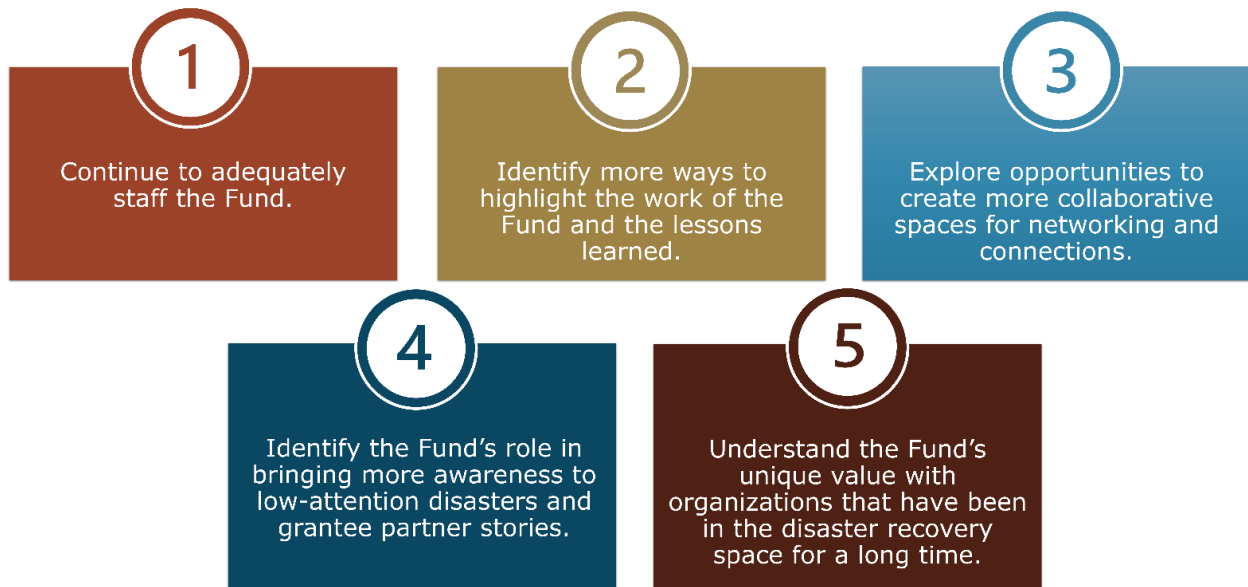 1
Continue to adequately
staff the Fund.
2
Identify more ways to
highlight the work of the
Fund and the lessons
learned.
3
Explore opportunities to
create more collaborative
spaces for networking and
connections.
4
Identify the Fund’s role in
bringing more awareness to
low-attention disasters and
grantee partner stories.
5
Understand the Fund’s
unique value with
organizations that have been
in the disaster recovery
space for a long time.